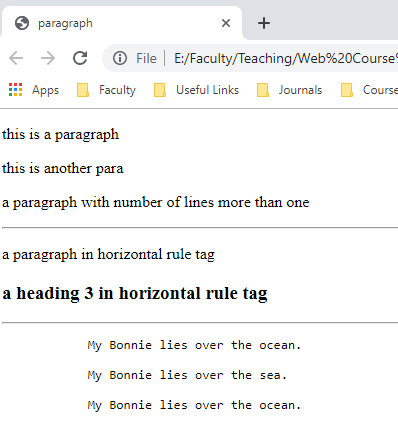 paragraph
File | E:/Faculty/Teaching/Web%20Course%
Apps Faculty Useful Links Journals Course
this is a paragraph
this is another para
a paragraph with number of lines more than one
a paragraph in horizontal rule tag
a heading 3 in horizontal rule tag
My Bonnie lies over the ocean.
My Bonnie lies over the sea.
My Bonnie lies over the ocean.